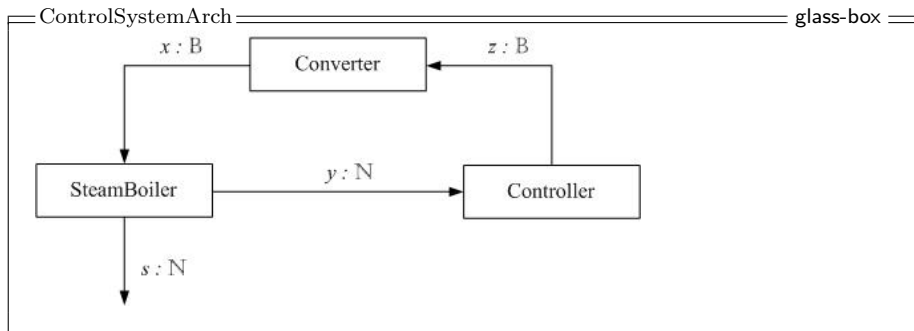 ControlSystemArch glass-box
x : 𝔹 z : 𝔹
Converter
SteamBoiler
y : ℕ
Controller
s : ℕ